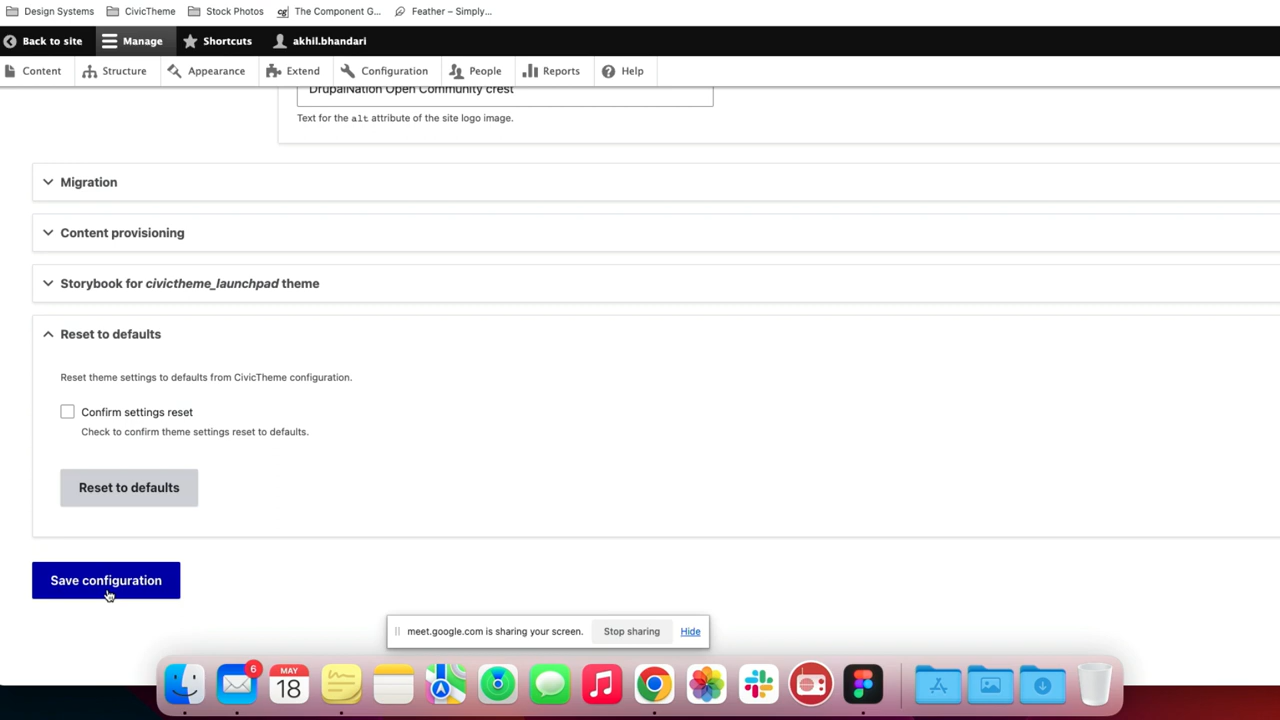 Design Systems CivicTheme Stock Photos cg The Component G... Feather – Simply...
Back to site Manage Shortcuts akhil.bhandari
Content Structure Appearance Extend Configuration People Reports Help
DrupalNation Open Community crest
Text for the alt attribute of the site logo image.
Migration
Content provisioning
Storybook for civictheme_launchpad theme
Reset to defaults
Reset theme settings to defaults from CivicTheme configuration.
Confirm settings reset
Check to confirm theme settings reset to defaults.
Reset to defaults
Save configuration
meet.google.com is sharing your screen. Stop sharing Hide
6
MAY
18